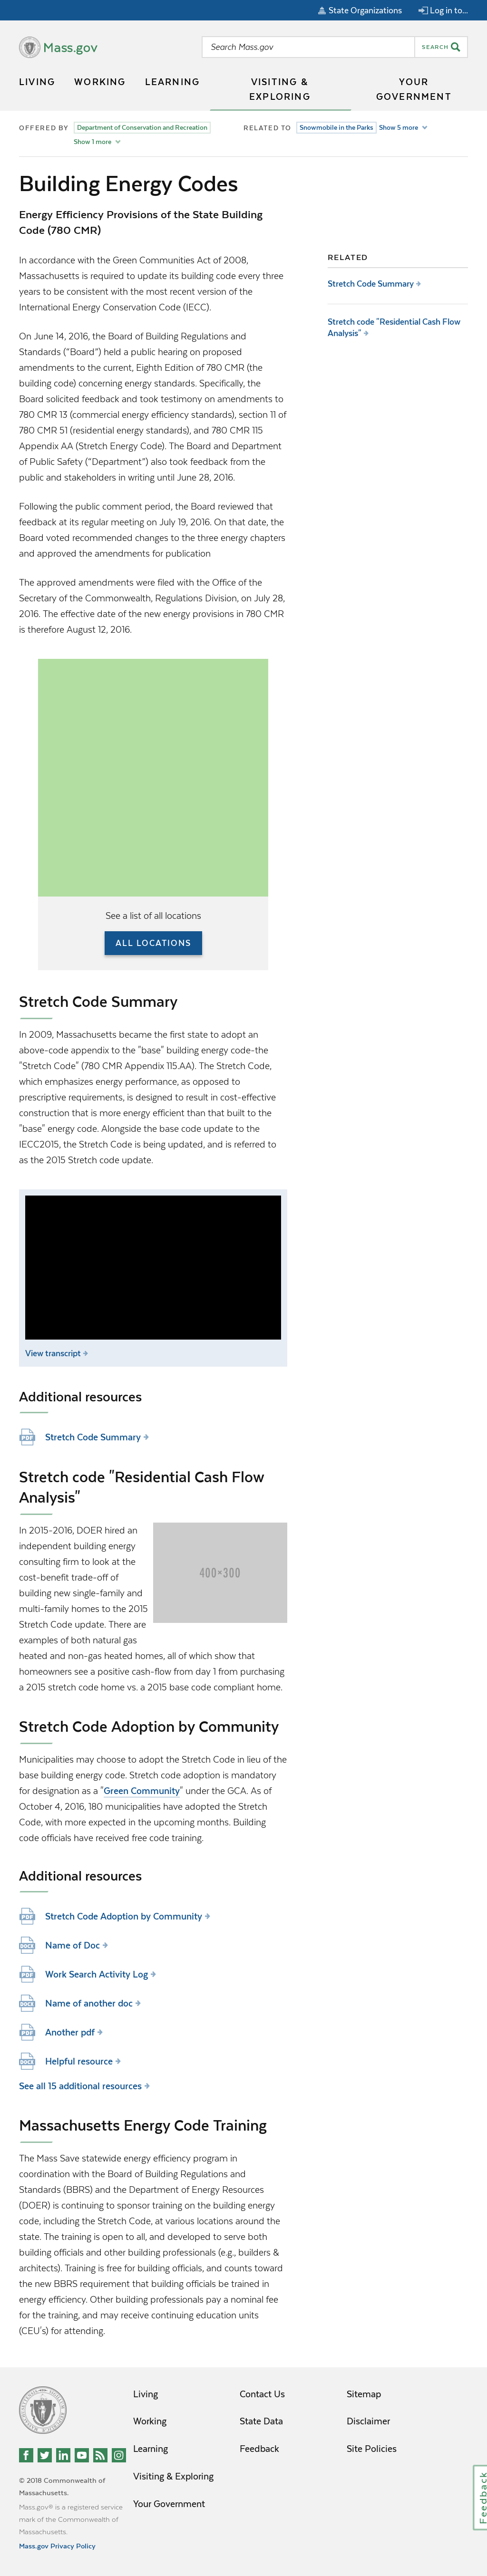 State Organizations
Log in to...
Mass.gov
Search Mass.gov
SEARCH
LIVING
WORKING
LEARNING
VISITING &
EXPLORING
YOUR
GOVERNMENT
OFFERED BY
Department of Conservation and Recreation
Show 1 more
RELATED TO
Snowmobile in the Parks
Show 5 more
Building Energy Codes
Energy Efficiency Provisions of the State Building
Code (780 CMR)
In accordance with the Green Communities Act of 2008,
Massachusetts is required to update its building code every three
years to be consistent with the most recent version of the
International Energy Conservation Code (IECC).
On June 14, 2016, the Board of Building Regulations and
Standards ("Board") held a public hearing on proposed
amendments to the current, Eighth Edition of 780 CMR (the
building code) concerning energy standards. Specifically, the
Board solicited feedback and took testimony on amendments to
780 CMR 13 (commercial energy efficiency standards), section 11 of
780 CMR 51 (residential energy standards), and 780 CMR 115
Appendix AA (Stretch Energy Code). The Board and Department
of Public Safety ("Department") also took feedback from the
public and stakeholders in writing until June 28, 2016.
Following the public comment period, the Board reviewed that
feedback at its regular meeting on July 19, 2016. On that date, the
Board voted recommended changes to the three energy chapters
and approved the amendments for publication
The approved amendments were filed with the Office of the
Secretary of the Commonwealth, Regulations Division, on July 28,
2016. The effective date of the new energy provisions in 780 CMR
is therefore August 12, 2016.
RELATED
Stretch Code Summary
Stretch code "Residential Cash Flow
Analysis"
See a list of all locations
ALL LOCATIONS
Stretch Code Summary
In 2009, Massachusetts became the first state to adopt an
above-code appendix to the "base" building energy code-the
"Stretch Code" (780 CMR Appendix 115.AA). The Stretch Code,
which emphasizes energy performance, as opposed to
prescriptive requirements, is designed to result in cost-effective
construction that is more energy efficient than that built to the
"base" energy code. Alongside the base code update to the
IECC2015, the Stretch Code is being updated, and is referred to
as the 2015 Stretch code update.
View transcript
Additional resources
PDF
Stretch Code Summary
Stretch code "Residential Cash Flow
Analysis"
In 2015-2016, DOER hired an
independent building energy
consulting firm to look at the
cost-benefit trade-off of
building new single-family and
multi-family homes to the 2015
Stretch Code update. There are
examples of both natural gas
heated and non-gas heated homes, all of which show that
homeowners see a positive cash-flow from day 1 from purchasing
a 2015 stretch code home vs. a 2015 base code compliant home.
400×300
Stretch Code Adoption by Community
Municipalities may choose to adopt the Stretch Code in lieu of the
base building energy code. Stretch code adoption is mandatory
for designation as a "Green Community" under the GCA. As of
October 4, 2016, 180 municipalities have adopted the Stretch
Code, with more expected in the upcoming months. Building
code officials have received free code training.
Additional resources
PDF
Stretch Code Adoption by Community
DOCX
Name of Doc
PDF
Work Search Activity Log
DOCX
Name of another doc
PDF
Another pdf
DOCX
Helpful resource
See all 15 additional resources
Massachusetts Energy Code Training
The Mass Save statewide energy efficiency program in
coordination with the Board of Building Regulations and
Standards (BBRS) and the Department of Energy Resources
(DOER) is continuing to sponsor training on the building energy
code, including the Stretch Code, at various locations around the
state. The training is open to all, and developed to serve both
building officials and other building professionals (e.g., builders &
architects). Training is free for building officials, and counts toward
the new BBRS requirement that building officials be trained in
energy efficiency. Other building professionals pay a nominal fee
for the training, and may receive continuing education units
(CEU's) for attending.
Living
Working
Learning
Visiting & Exploring
Your Government
Contact Us
State Data
Feedback
Sitemap
Disclaimer
Site Policies
© 2018 Commonwealth of
Massachusetts.
Mass.gov® is a registered service
mark of the Commonwealth of
Massachusetts.
Mass.gov Privacy Policy
Feedback